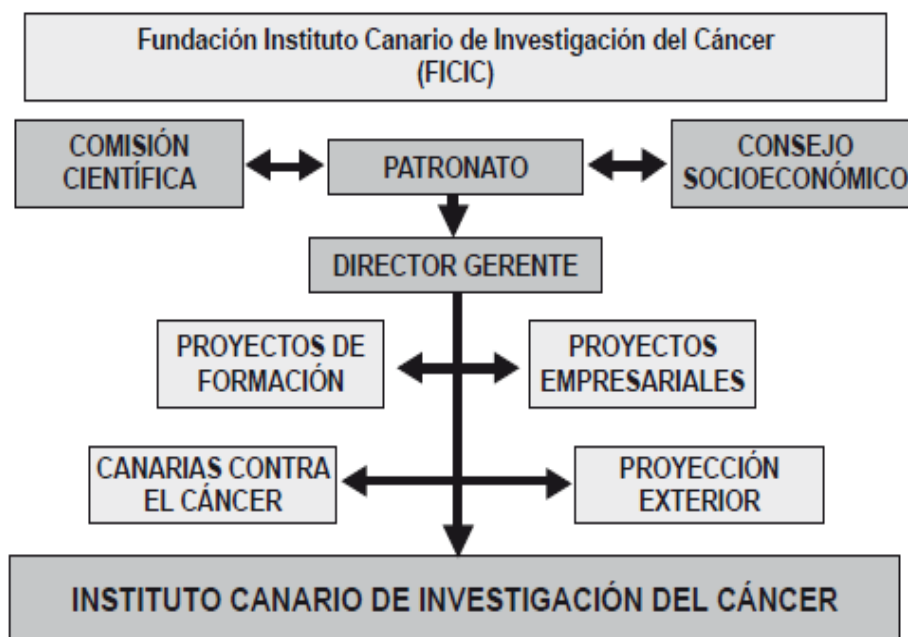 Fundación Instituto Canario de Investigación del Cáncer
(FICIC)
COMISIÓN
CIENTÍFICA
PATRONATO
CONSEJO
SOCIOECONÓMICO
DIRECTOR GERENTE
PROYECTOS DE
FORMACIÓN
PROYECTOS
EMPRESARIALES
CANARIAS CONTRA
EL CÁNCER
PROYECCIÓN
EXTERIOR
INSTITUTO CANARIO DE INVESTIGACIÓN DEL CÁNCER